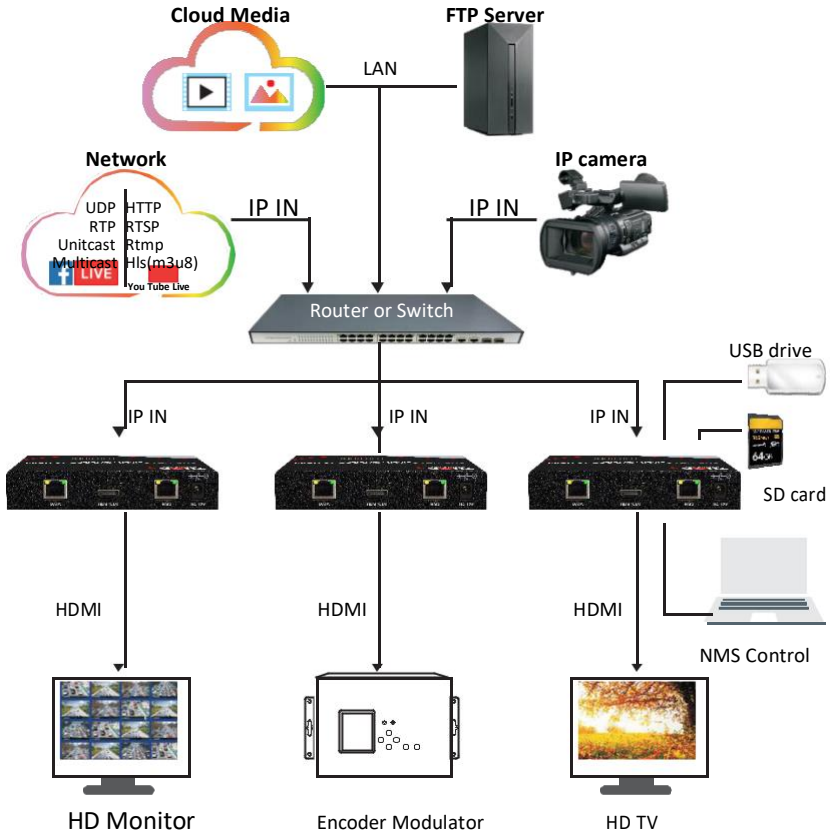 Cloud Media
FTP Server
LAN
Network
IP camera
UDP HTTP
RTP RTSP
Unitcast Rtmp
Multicast Hls(m3u8)
f LIVE
You Tube Live
IP IN
IP IN
Router or Switch
USB drive
IP IN
IP IN
IP IN
64GB
SD card
HDMI
HDMI
HDMI
NMS Control
HD Monitor
Encoder Modulator
HD TV